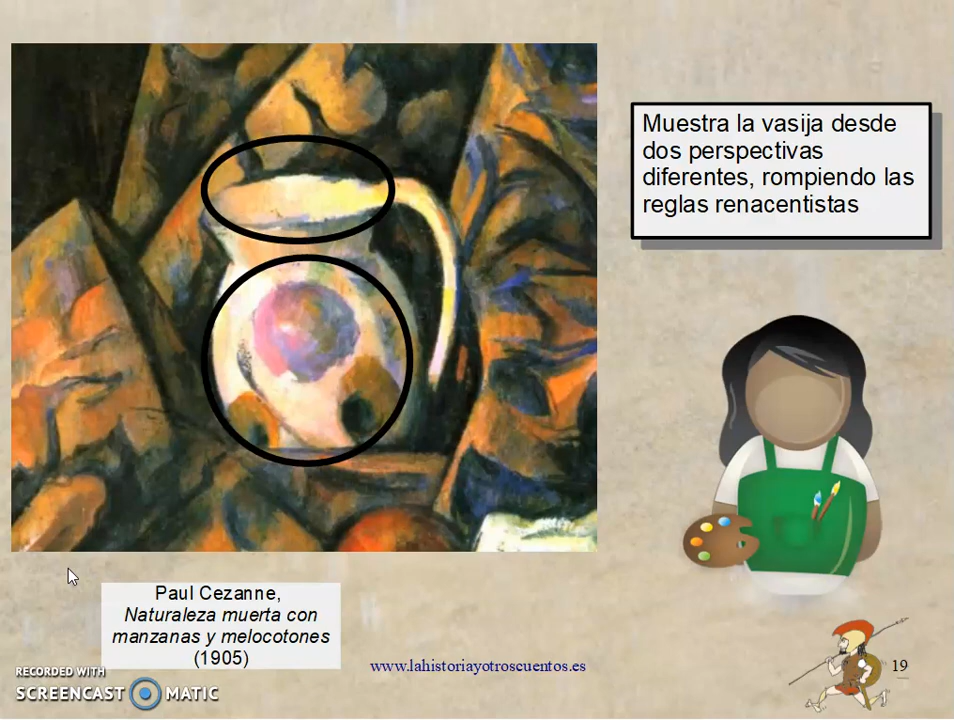 Muestra la vasija desde
dos perspectivas
diferentes, rompiendo las
reglas renacentistas
Paul Cezanne,
Naturaleza muerta con
manzanas y melocotones
(1905)
www.lahistoriayotroscuentos.es
19
RECORDED WITH
SCREENCAST MATIC